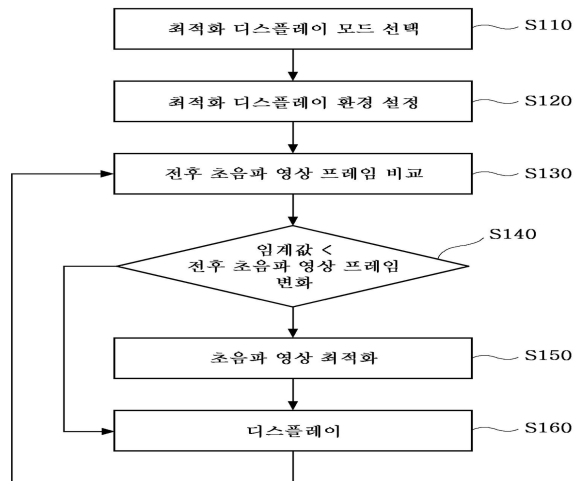 최적화 디스플레이 모드 선택
S110
최적화 디스플레이 환경 설정
S120
전후 초음파 영상 프레임 비교
S130
임계값 <
전후 초음파 영상 프레임
변화
S140
초음파 영상 최적화
S150
디스플레이
S160